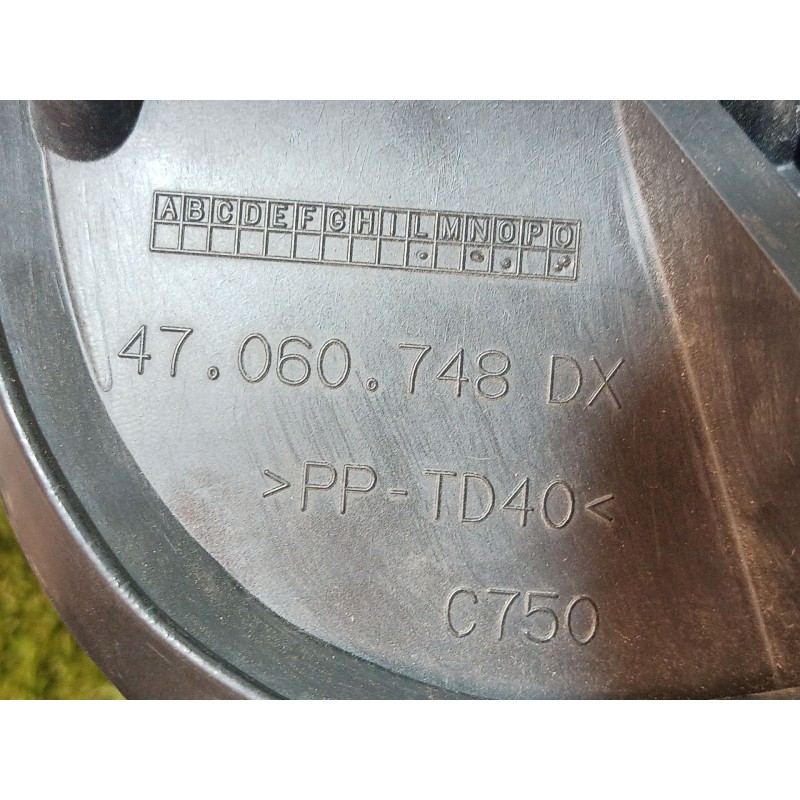 ABCDEFGHILMNOPQ
47.060.748 DX
>PP-TD40<
C750